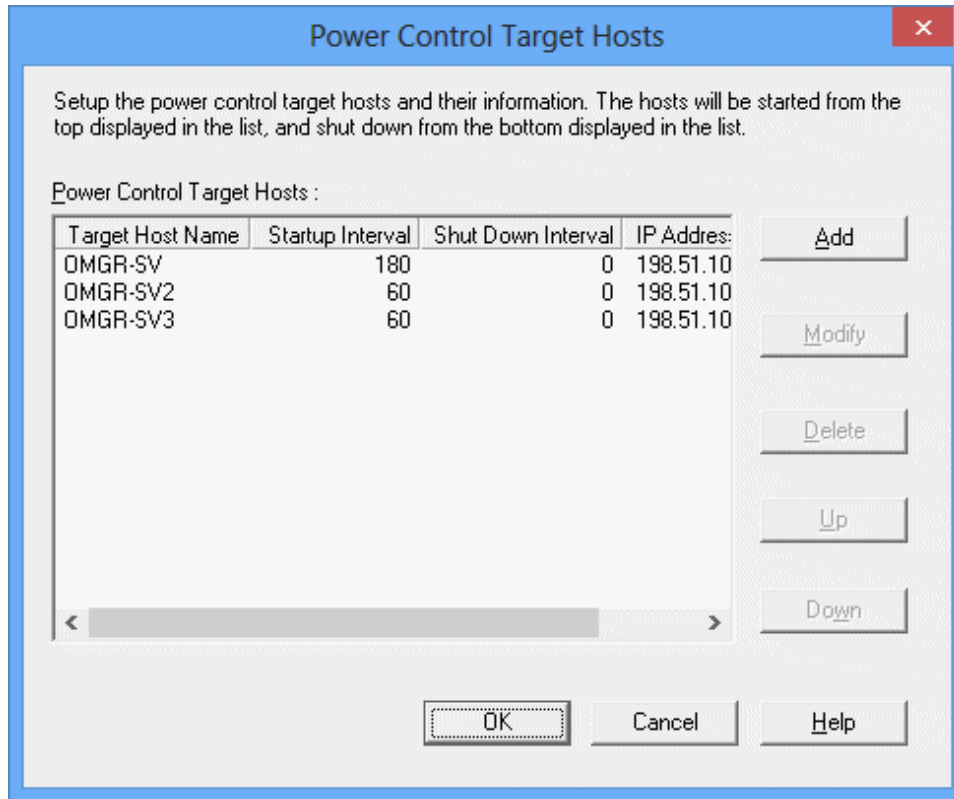 Power Control Target Hosts
Setup the power control target hosts and their information. The hosts will be started from the
top displayed in the list, and shut down from the bottom displayed in the list.
Power Control Target Hosts :
Target Host Name Startup Interval Shut Down Interval IP Addres
OMGR-SV 180 0 198.51.10
OMGR-SV2 60 0 198.51.10
OMGR-SV3 60 0 198.51.10
Add
Modify
Delete
Up
Down
OK Cancel Help